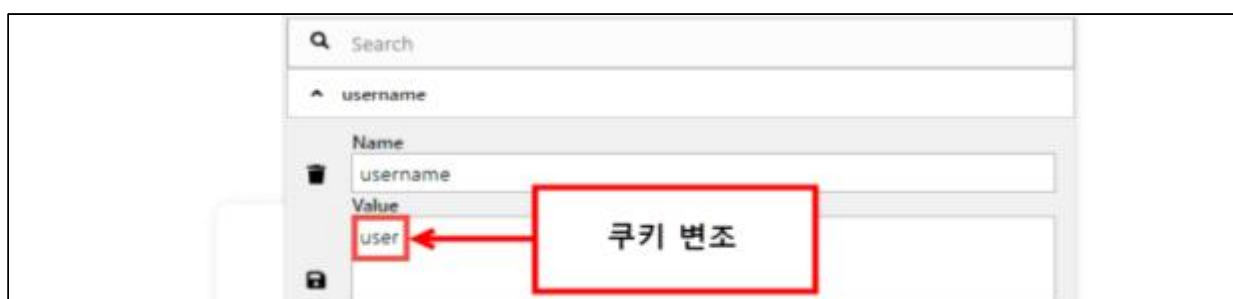 Search
username
Name
username
Value
user
쿠키 변조